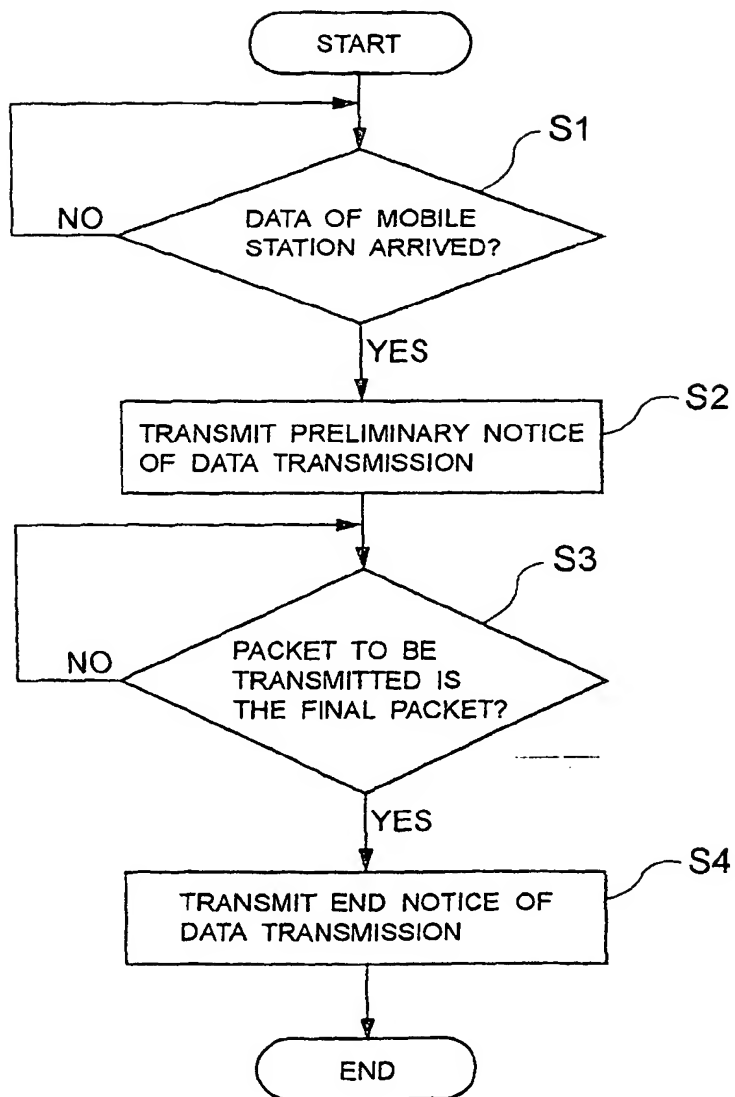 START
S1
DATA OF MOBILE
STATION ARRIVED?
NO
YES
S2
TRANSMIT PRELIMINARY NOTICE
OF DATA TRANSMISSION
S3
PACKET TO BE
TRANSMITTED IS
THE FINAL PACKET?
NO
YES
S4
TRANSMIT END NOTICE OF
DATA TRANSMISSION
END